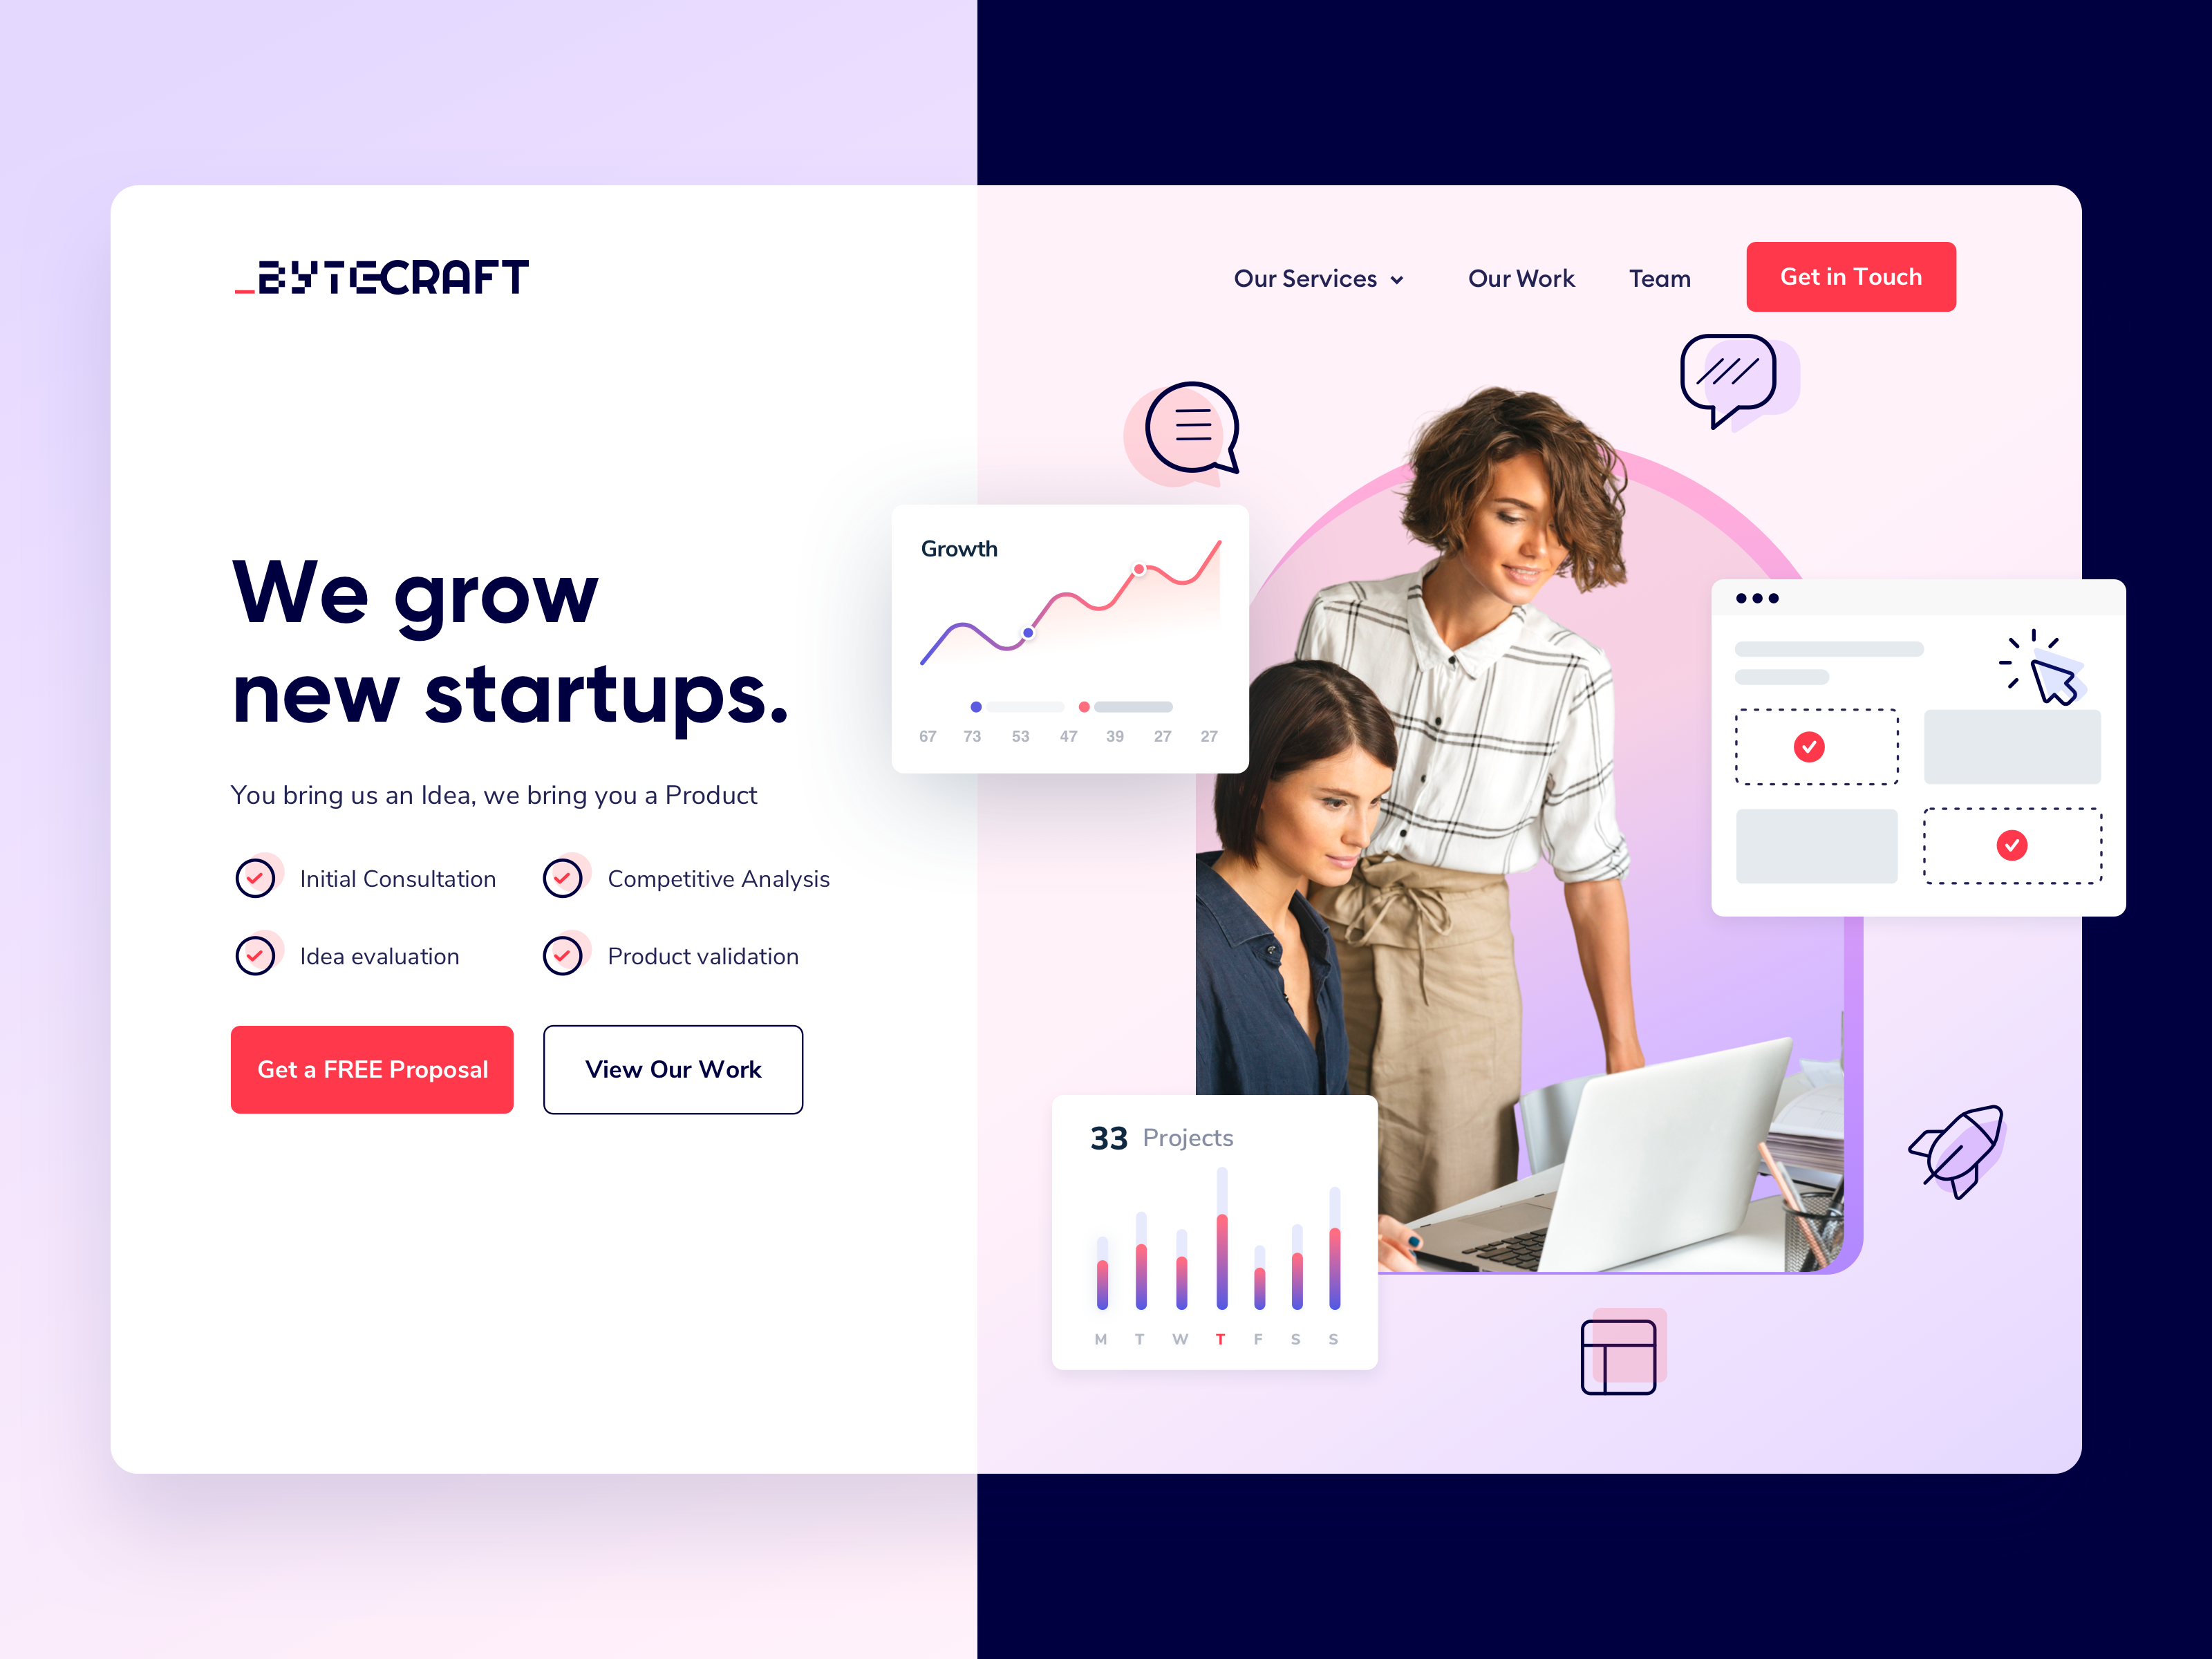 _BYTECRAFT
Our Services
Our Work
Team
Get in Touch
We grow
new startups.
You bring us an Idea, we bring you a Product
Initial Consultation
Competitive Analysis
Idea evaluation
Product validation
Get a FREE Proposal
View Our Work
Growth
67 73 53 47 39 27 27
33 Projects
M T W T F S S